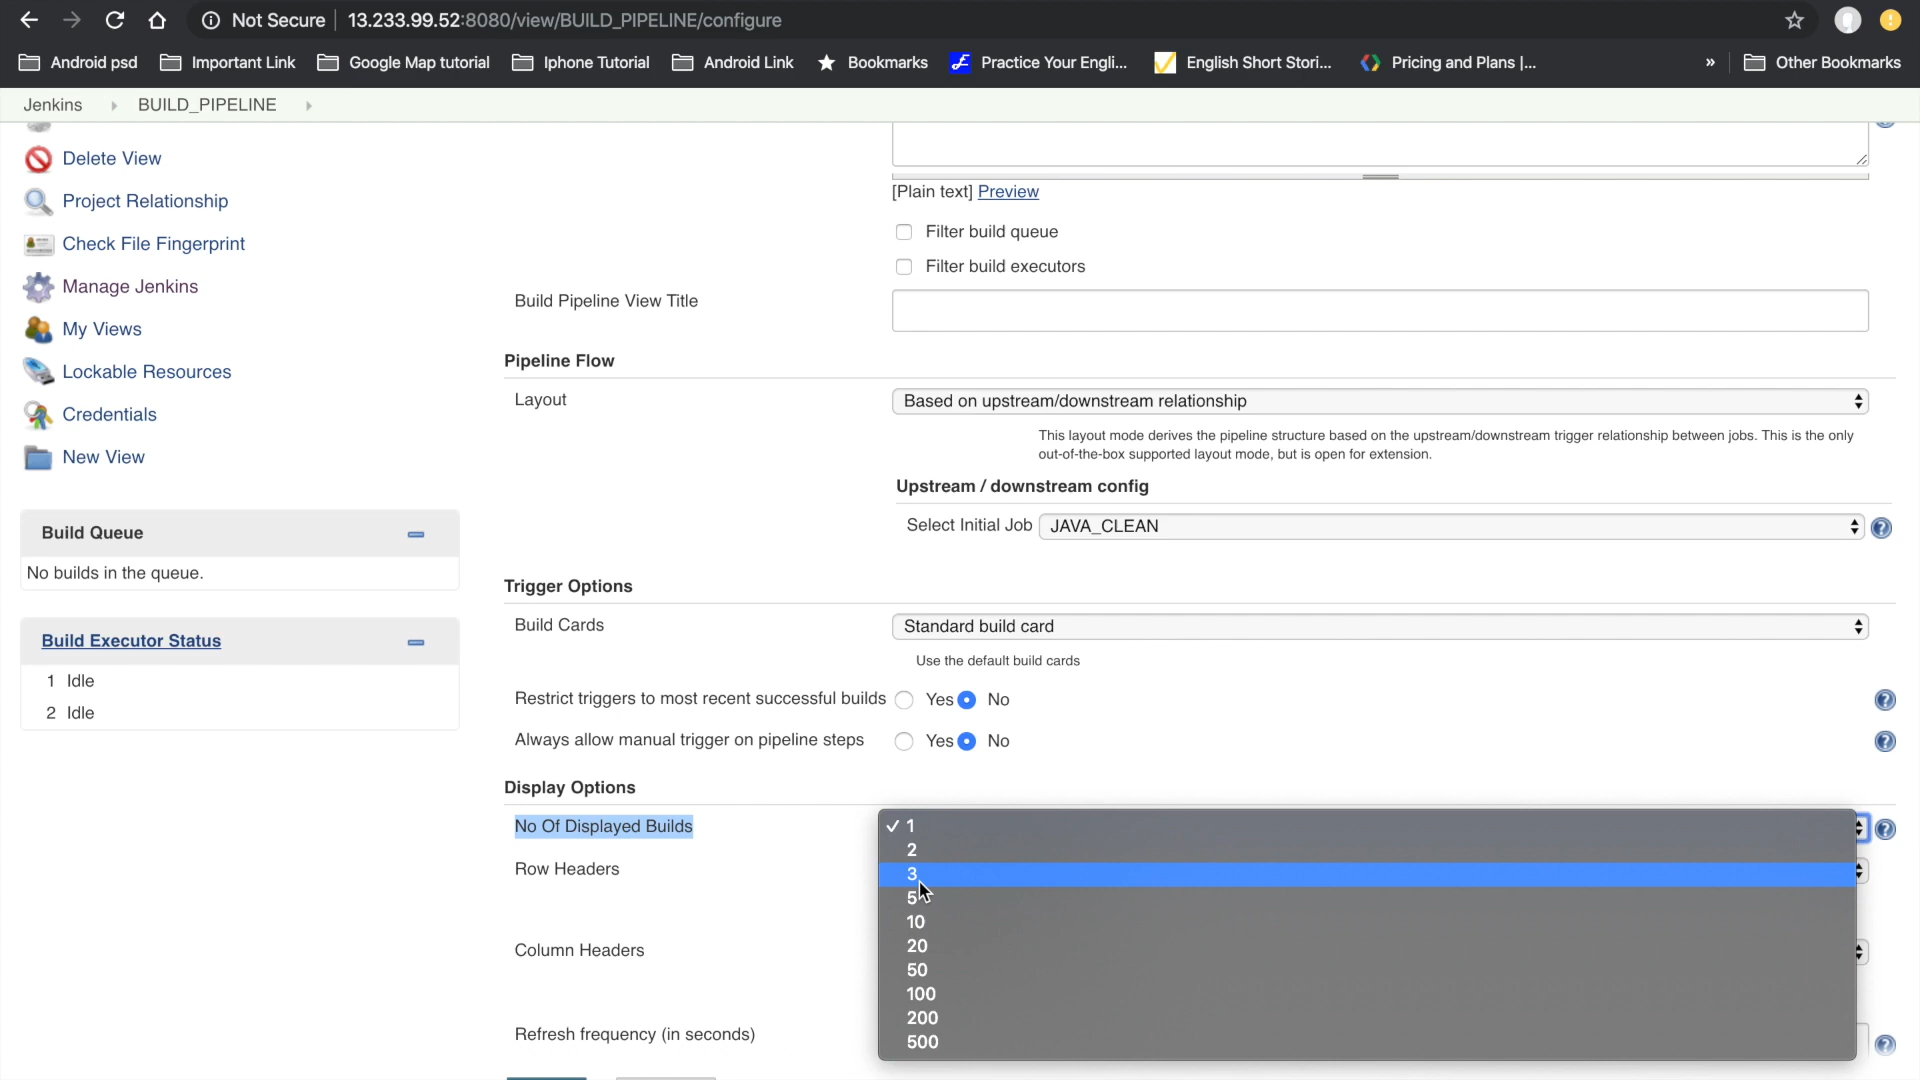 Not Secure 13.233.99.52:8080/view/BUILD_PIPELINE/configure
Android psd Important Link Google Map tutorial Iphone Tutorial Android Link Bookmarks Practice Your Engli... English Short Stori... Pricing and Plans |... » Other Bookmarks
Jenkins BUILD_PIPELINE
Delete View
Project Relationship
Check File Fingerprint
Manage Jenkins
My Views
Lockable Resources
Credentials
New View
Build Queue
No builds in the queue.
Build Executor Status
1 Idle
2 Idle
[Plain text] Preview
Filter build queue
Filter build executors
Build Pipeline View Title
Pipeline Flow
Layout Based on upstream/downstream relationship
This layout mode derives the pipeline structure based on the upstream/downstream trigger relationship between jobs. This is the only
out-of-the-box supported layout mode, but is open for extension.
Upstream / downstream config
Select Initial Job JAVA_CLEAN
Trigger Options
Build Cards Standard build card
Use the default build cards
Restrict triggers to most recent successful builds Yes No
Always allow manual trigger on pipeline steps Yes No
Display Options
No Of Displayed Builds
Row Headers
Column Headers
Refresh frequency (in seconds)
1
2
3
5
10
20
50
100
200
500